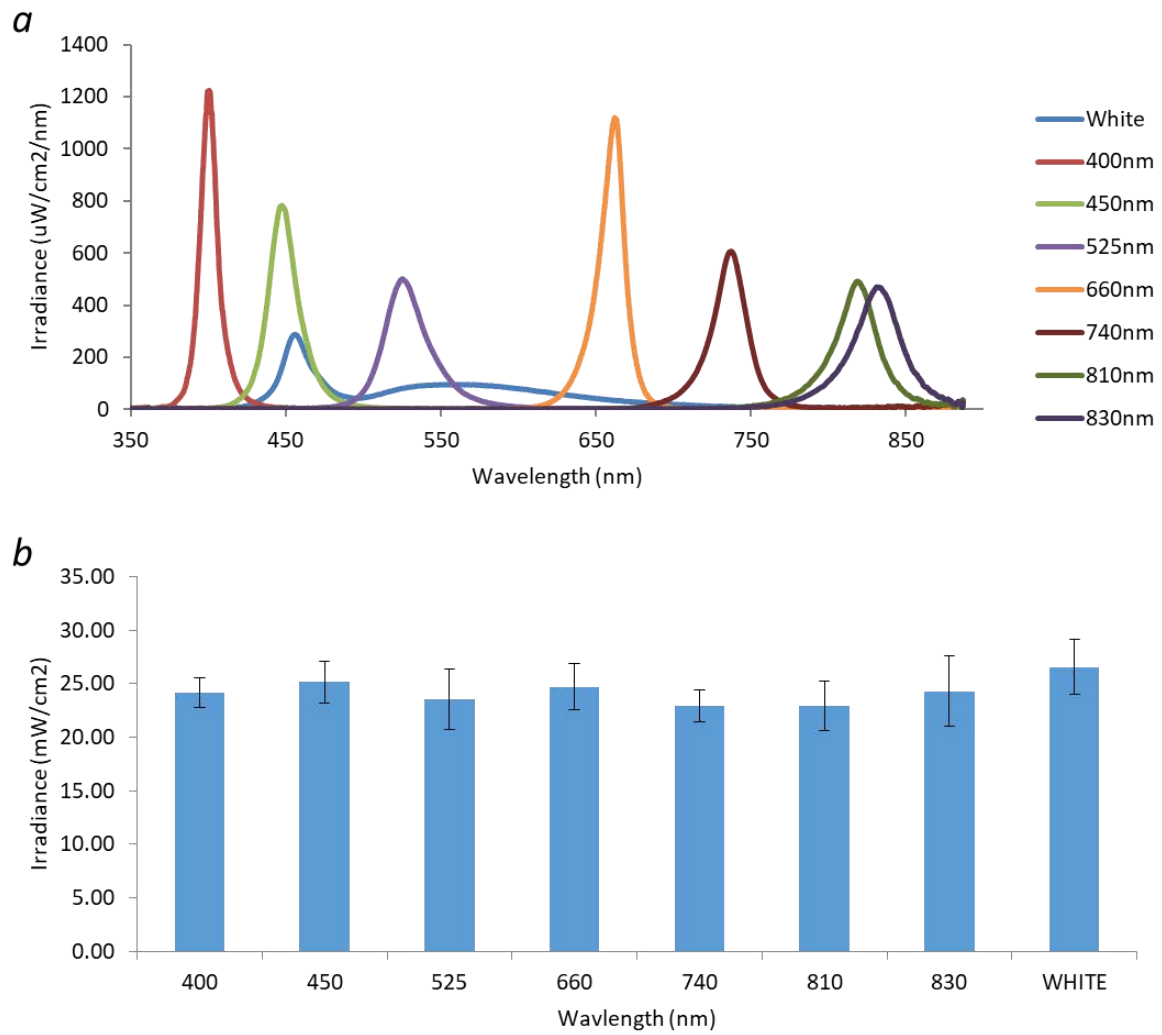 a
1400
1200
1000
800
600
400
200
0
Irradiance (uW/cm2/nm)
350 450 550 650 750 850
Wavelength (nm)
White
400nm
450nm
525nm
660nm
740nm
810nm
830nm
b
35.00
30.00
25.00
20.00
15.00
10.00
5.00
0.00
Irradiance (mW/cm2)
400 450 525 660 740 810 830 WHITE
Wavlength (nm)